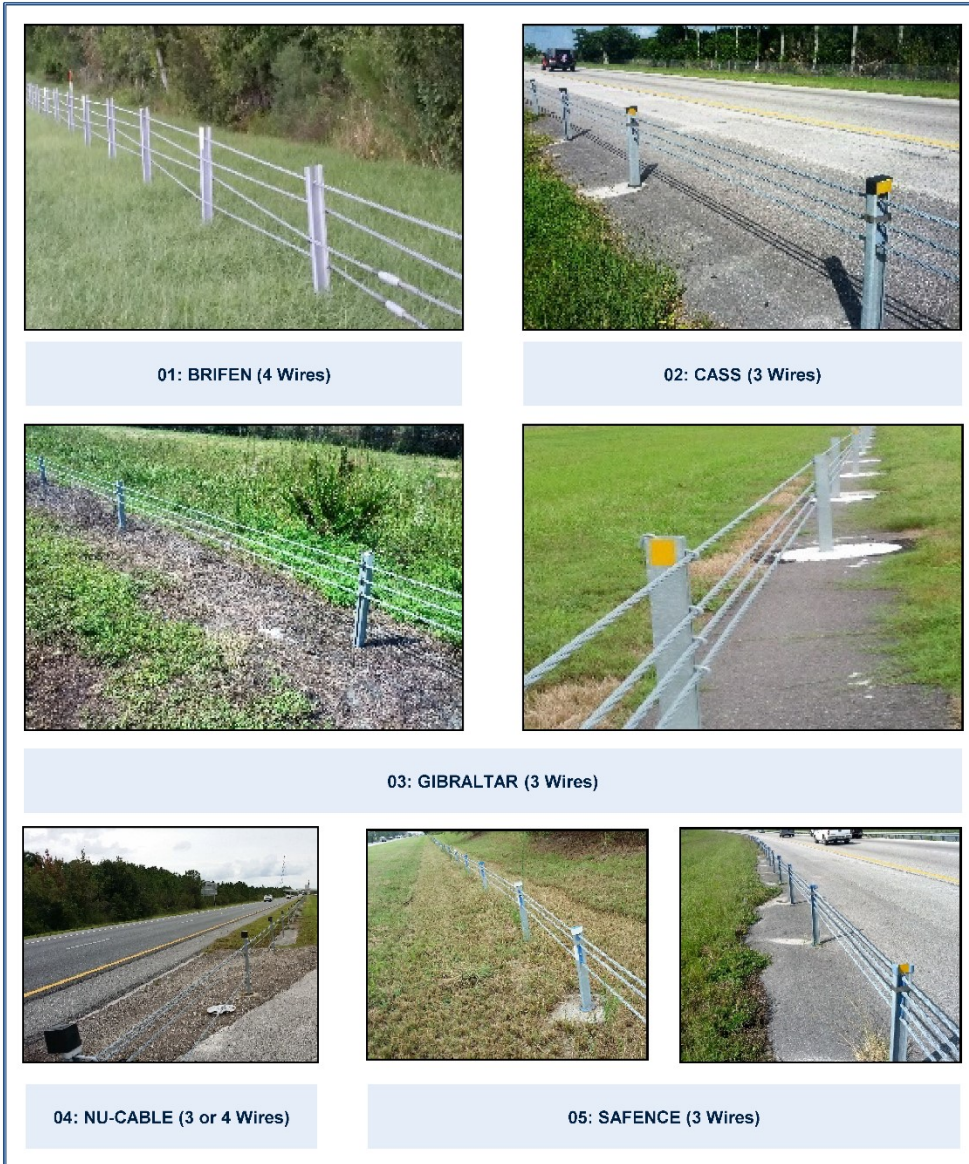 01: BRIFEN (4 Wires)
02: CASS (3 Wires)
03: GIBRALTAR (3 Wires)
04: NU-CABLE (3 or 4 Wires)
05: SAFENCE (3 Wires)